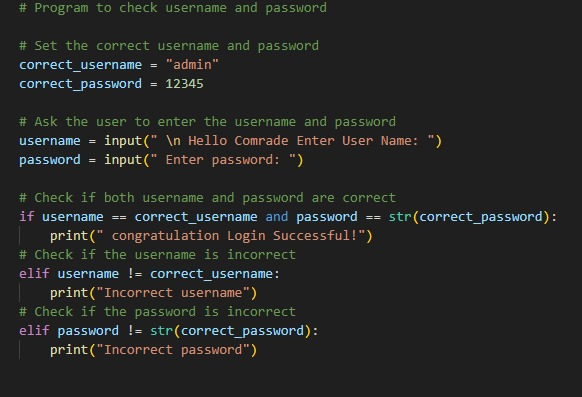 # Program to check username and password
# Set the correct username and password
correct_username = "admin"
correct_password = 12345
# Ask the user to enter the username and password
username = input(" \n Hello Comrade Enter User Name: ")
password = input(" Enter password: ")
# Check if both username and password are correct
if username == correct_username and password == str(correct_password):
    print(" congratulation Login Successful!")
# Check if the username is incorrect
elif username != correct_username:
    print("Incorrect username")
# Check if the password is incorrect
elif password != str(correct_password):
    print("Incorrect password")